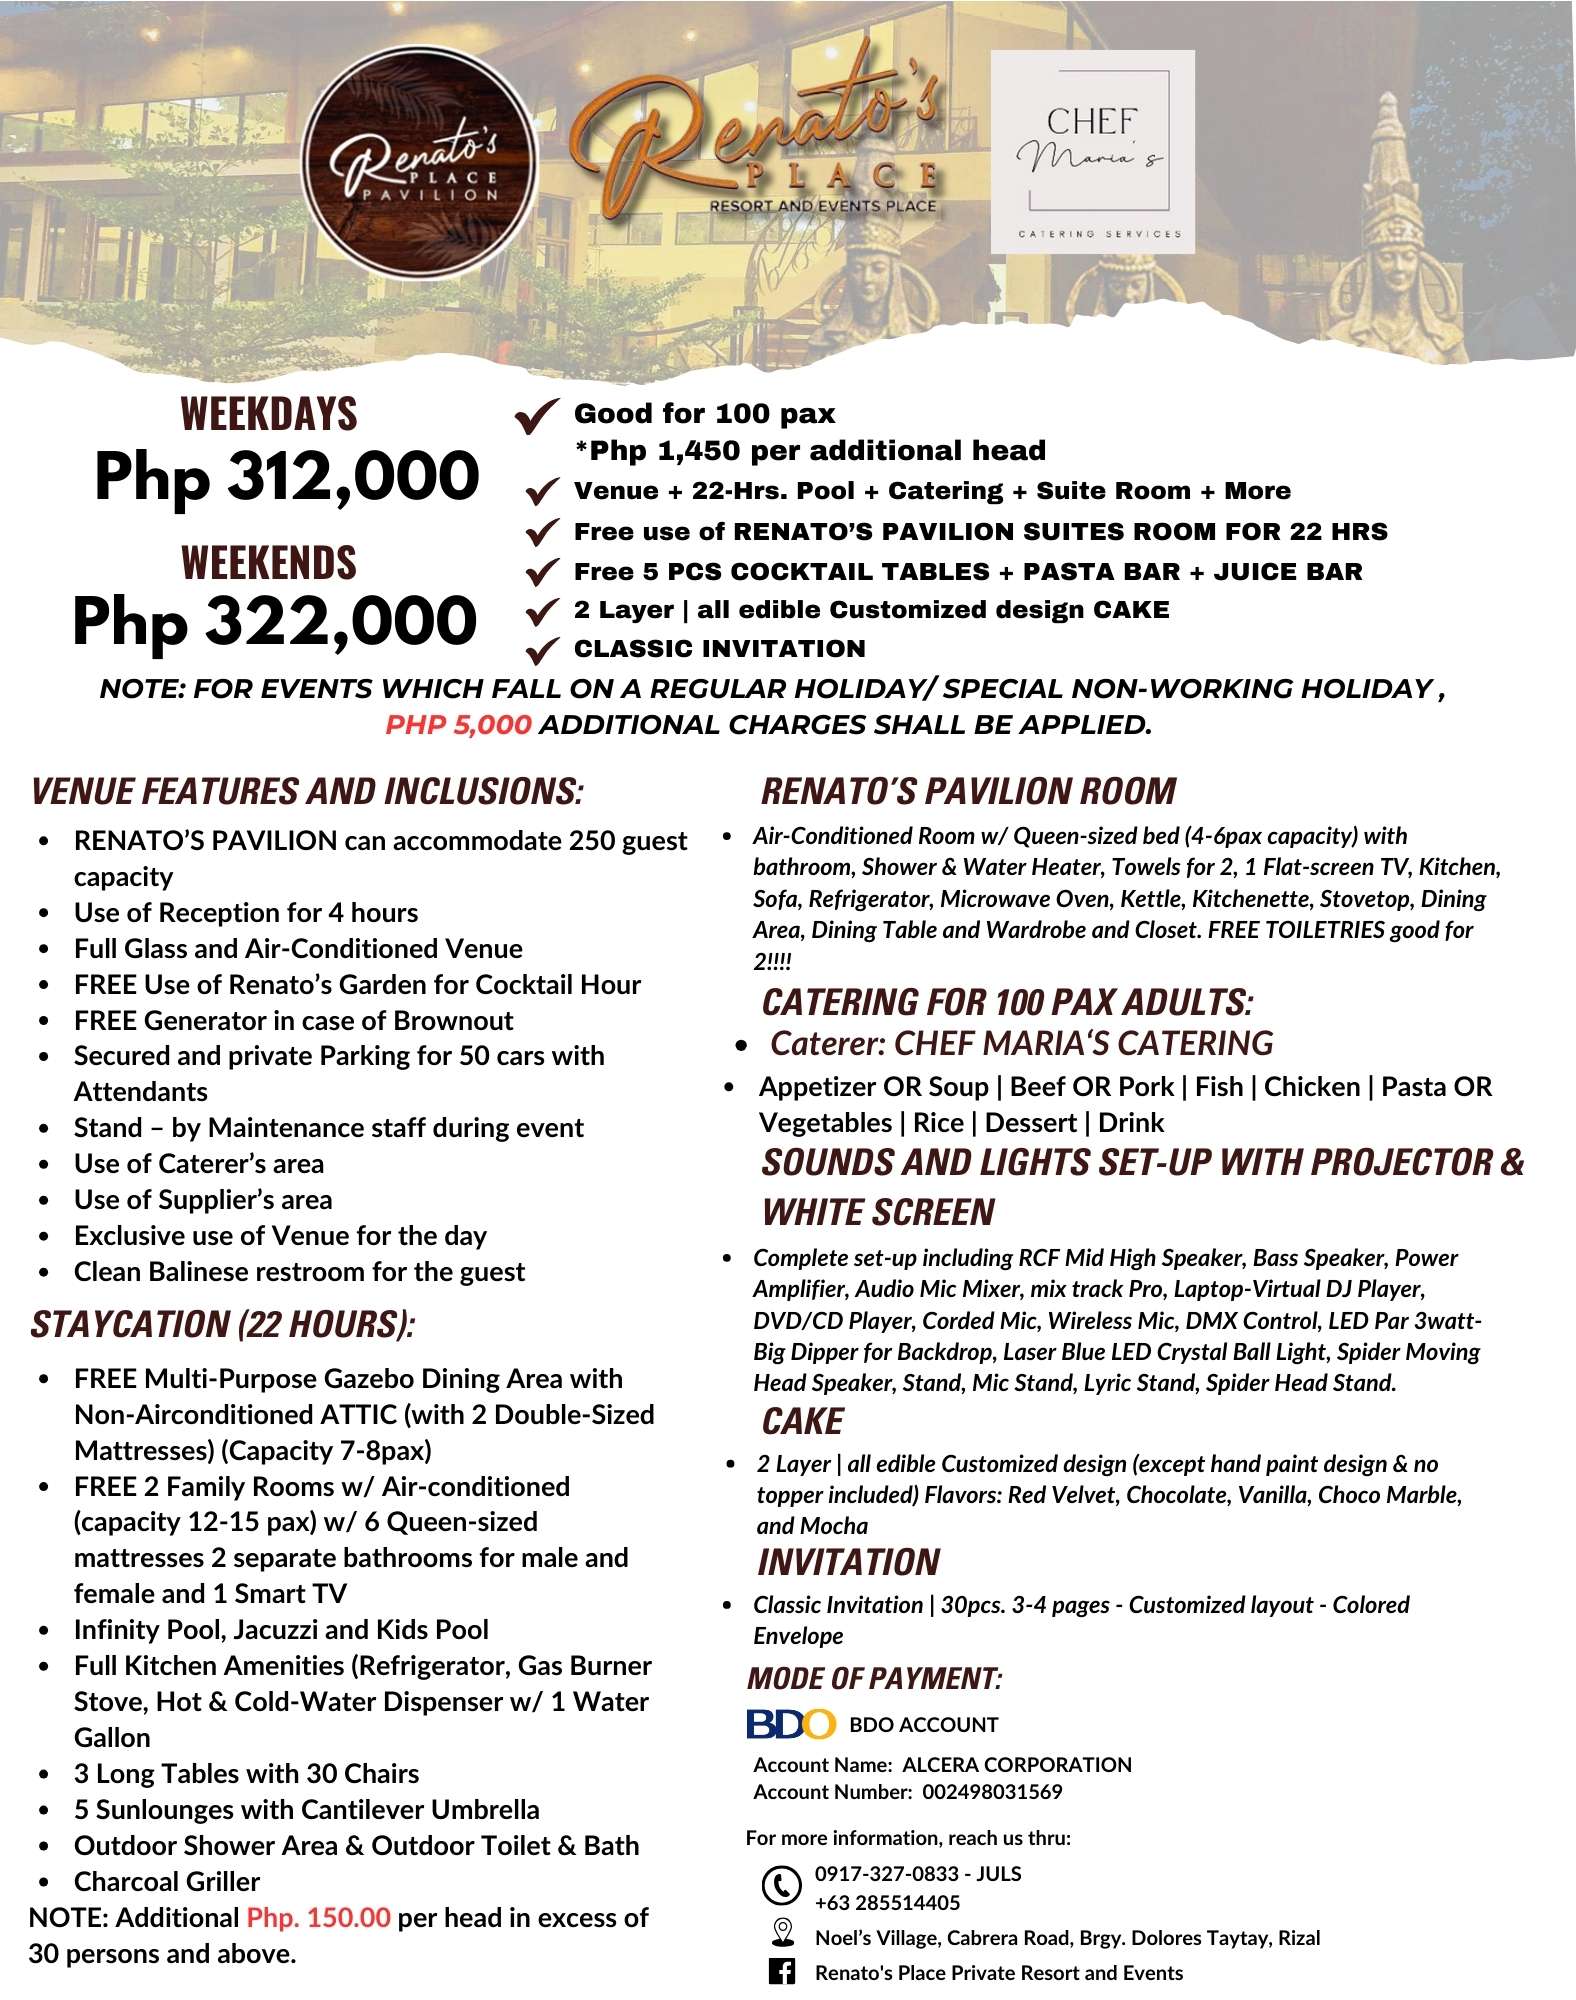 Renato's
PLACE
PAVILION
Renato's
PLACE
RESORT AND EVENTS PLACE
CHEF
Maria's
CATERING SERVICES
WEEKDAYS
Php 312,000
WEEKENDS
Php 322,000
Good for 100 pax
*Php 1,450 per additional head
Venue + 22-Hrs. Pool + Catering + Suite Room + More
Free use of RENATO’S PAVILION SUITES ROOM FOR 22 HRS
Free 5 PCS COCKTAIL TABLES + PASTA BAR + JUICE BAR
2 Layer | all edible Customized design CAKE
CLASSIC INVITATION
NOTE: FOR EVENTS WHICH FALL ON A REGULAR HOLIDAY/ SPECIAL NON-WORKING HOLIDAY ,
PHP 5,000 ADDITIONAL CHARGES SHALL BE APPLIED.
VENUE FEATURES AND INCLUSIONS:
• RENATO’S PAVILION can accommodate 250 guest
capacity
• Use of Reception for 4 hours
• Full Glass and Air-Conditioned Venue
• FREE Use of Renato’s Garden for Cocktail Hour
• FREE Generator in case of Brownout
• Secured and private Parking for 50 cars with
Attendants
• Stand – by Maintenance staff during event
• Use of Caterer’s area
• Use of Supplier’s area
• Exclusive use of Venue for the day
• Clean Balinese restroom for the guest
STAYCATION (22 HOURS):
• FREE Multi-Purpose Gazebo Dining Area with
Non-Airconditioned ATTIC (with 2 Double-Sized
Mattresses) (Capacity 7-8pax)
• FREE 2 Family Rooms w/ Air-conditioned
(capacity 12-15 pax) w/ 6 Queen-sized
mattresses 2 separate bathrooms for male and
female and 1 Smart TV
• Infinity Pool, Jacuzzi and Kids Pool
• Full Kitchen Amenities (Refrigerator, Gas Burner
Stove, Hot & Cold-Water Dispenser w/ 1 Water
Gallon
• 3 Long Tables with 30 Chairs
• 5 Sunlounges with Cantilever Umbrella
• Outdoor Shower Area & Outdoor Toilet & Bath
• Charcoal Griller
NOTE: Additional Php. 150.00 per head in excess of
30 persons and above.
RENATO’S PAVILION ROOM
• Air-Conditioned Room w/ Queen-sized bed (4-6pax capacity) with
bathroom, Shower & Water Heater, Towels for 2, 1 Flat-screen TV, Kitchen,
Sofa, Refrigerator, Microwave Oven, Kettle, Kitchenette, Stovetop, Dining
Area, Dining Table and Wardrobe and Closet. FREE TOILETRIES good for
2!!!!
CATERING FOR 100 PAX ADULTS:
• Caterer: CHEF MARIA‘S CATERING
• Appetizer OR Soup | Beef OR Pork | Fish | Chicken | Pasta OR
Vegetables | Rice | Dessert | Drink
SOUNDS AND LIGHTS SET-UP WITH PROJECTOR &
WHITE SCREEN
• Complete set-up including RCF Mid High Speaker, Bass Speaker, Power
Amplifier, Audio Mic Mixer, mix track Pro, Laptop-Virtual DJ Player,
DVD/CD Player, Corded Mic, Wireless Mic, DMX Control, LED Par 3watt-
Big Dipper for Backdrop, Laser Blue LED Crystal Ball Light, Spider Moving
Head Speaker, Stand, Mic Stand, Lyric Stand, Spider Head Stand.
CAKE
• 2 Layer | all edible Customized design (except hand paint design & no
topper included) Flavors: Red Velvet, Chocolate, Vanilla, Choco Marble,
and Mocha
INVITATION
• Classic Invitation | 30pcs. 3-4 pages - Customized layout - Colored
Envelope
MODE OF PAYMENT:
BDO BDO ACCOUNT
Account Name: ALCERA CORPORATION
Account Number: 002498031569
For more information, reach us thru:
0917-327-0833 - JULS
+63 285514405
Noel’s Village, Cabrera Road, Brgy. Dolores Taytay, Rizal
Renato's Place Private Resort and Events